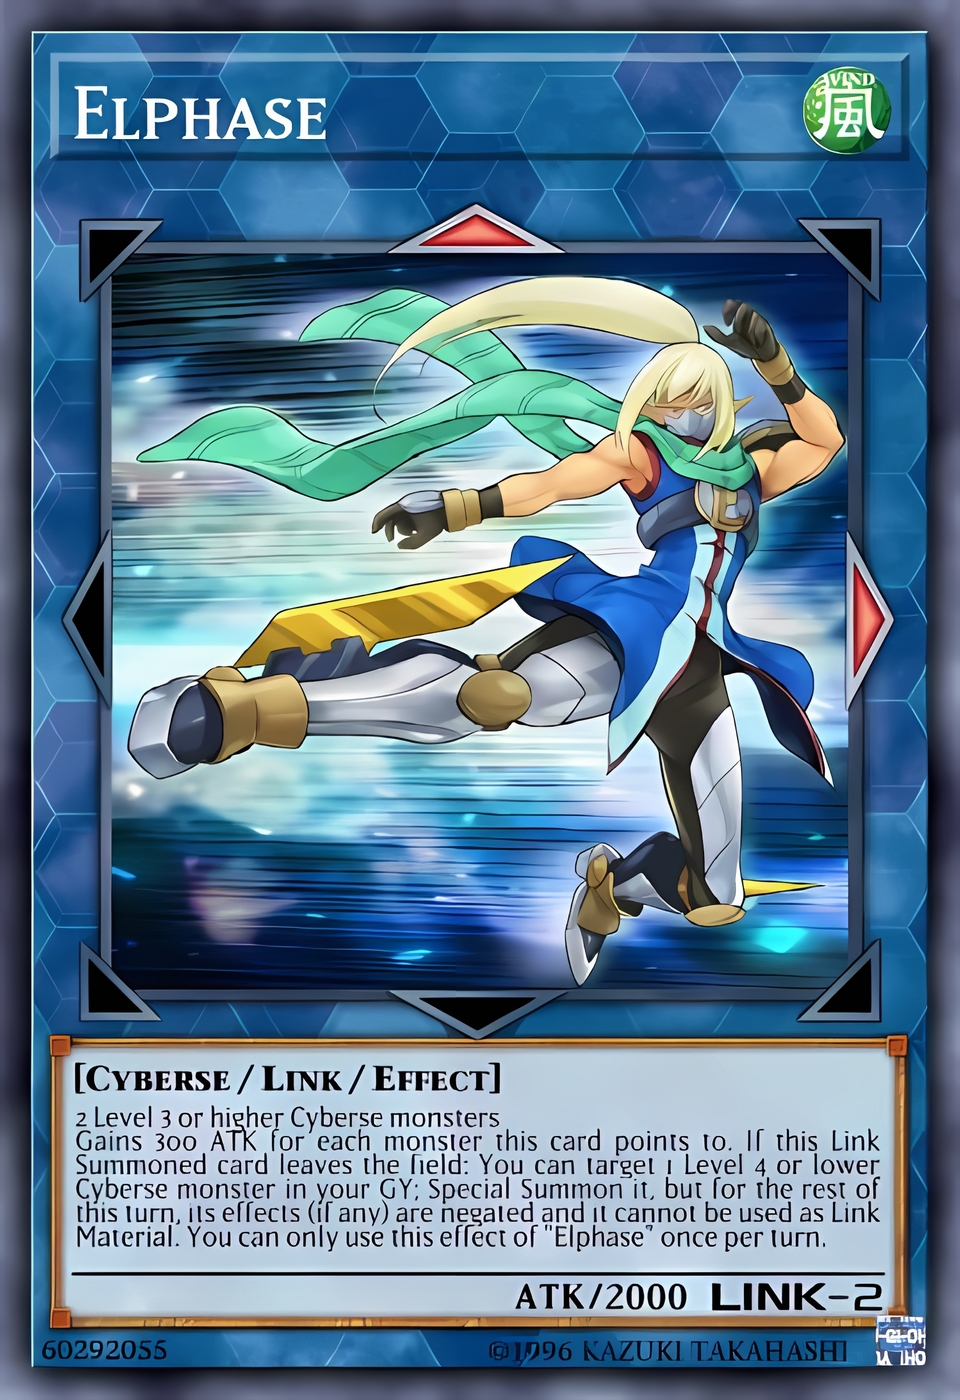 ELPHASE
WIND
風
[CYBERSE / LINK / EFFECT]
2 Level 3 or higher Cyberse monsters
Gains 300 ATK for each monster this card points to. If this Link
Summoned card leaves the field: You can target 1 Level 4 or lower
Cyberse monster in your GY; Special Summon it, but for the rest of
this turn, its effects (if any) are negated and it cannot be used as Link
Material. You can only use this effect of "Elphase" once per turn.
ATK/2000 LINK-2
60292055 ©1996 KAZUKI TAKAHASHI